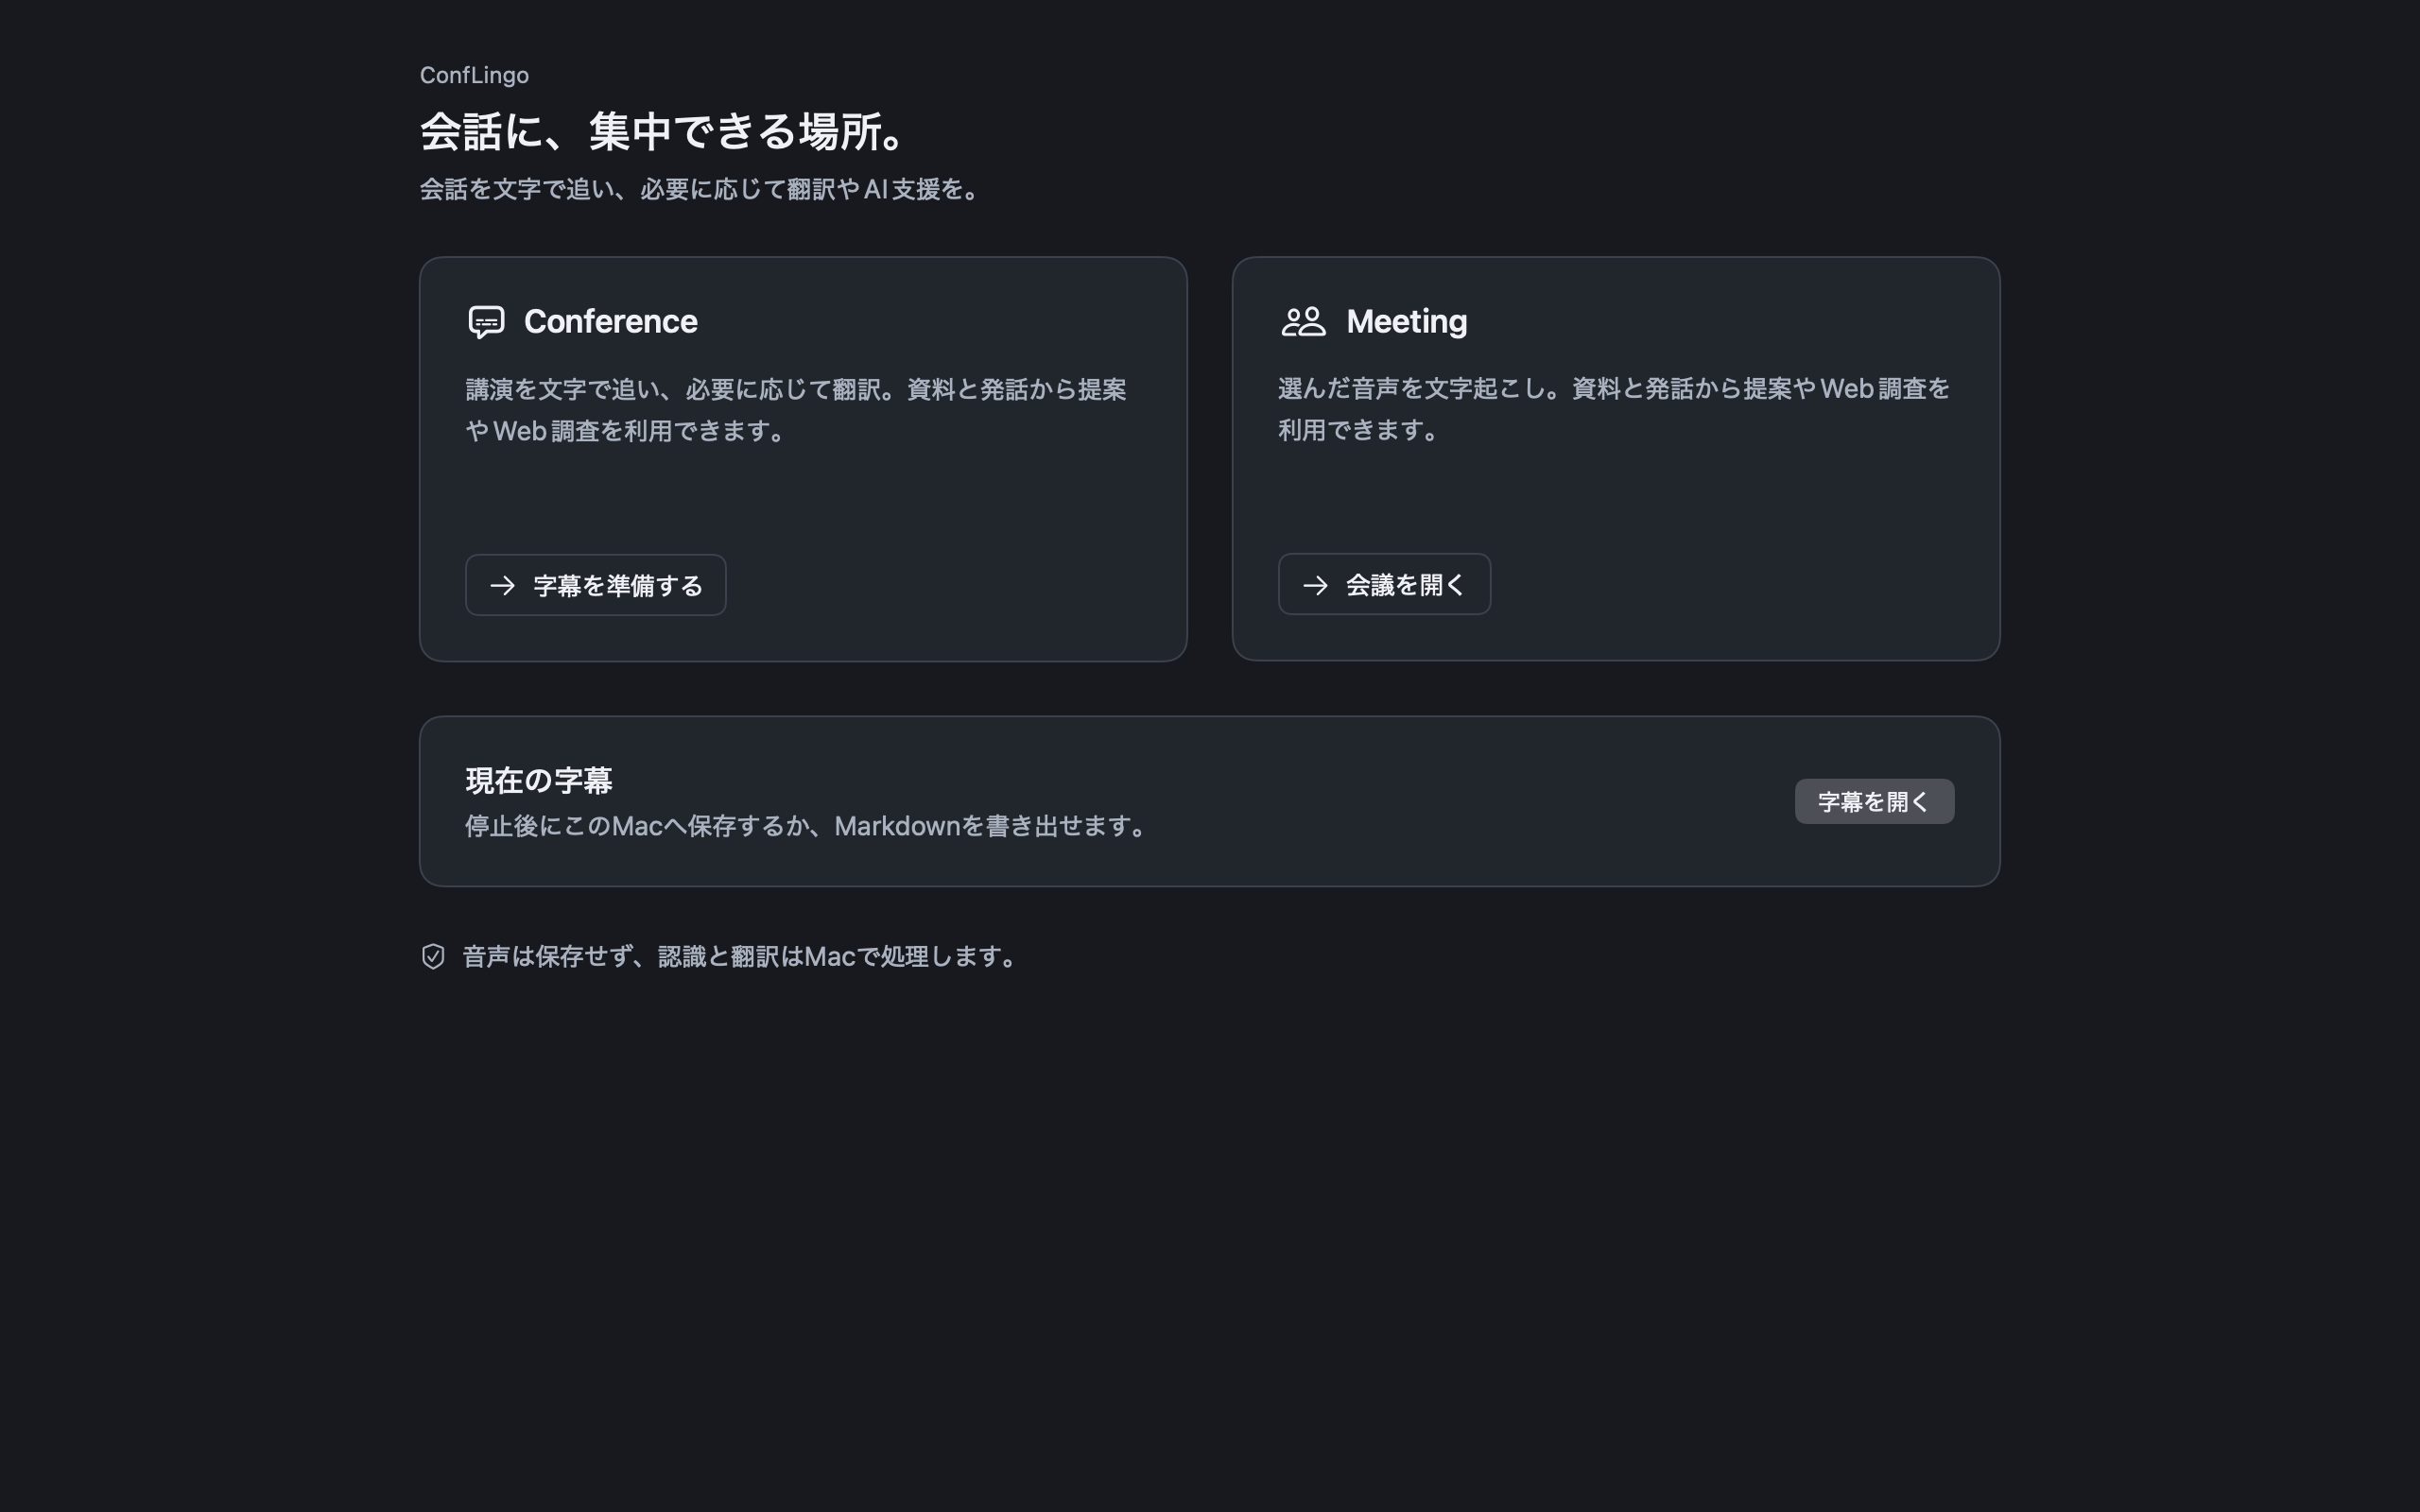 ConfLingo
会話に、集中できる場所。
会話を文字で追い、必要に応じて翻訳やAI支援を。
Conference
講演を文字で追い、必要に応じて翻訳。資料と発話から提案
やWeb調査を利用できます。
字幕を準備する
Meeting
選んだ音声を文字起こし。資料と発話から提案やWeb調査を
利用できます。
会議を開く
現在の字幕
停止後にこのMacへ保存するか、Markdownを書き出せます。
字幕を開く
音声は保存せず、認識と翻訳はMacで処理します。